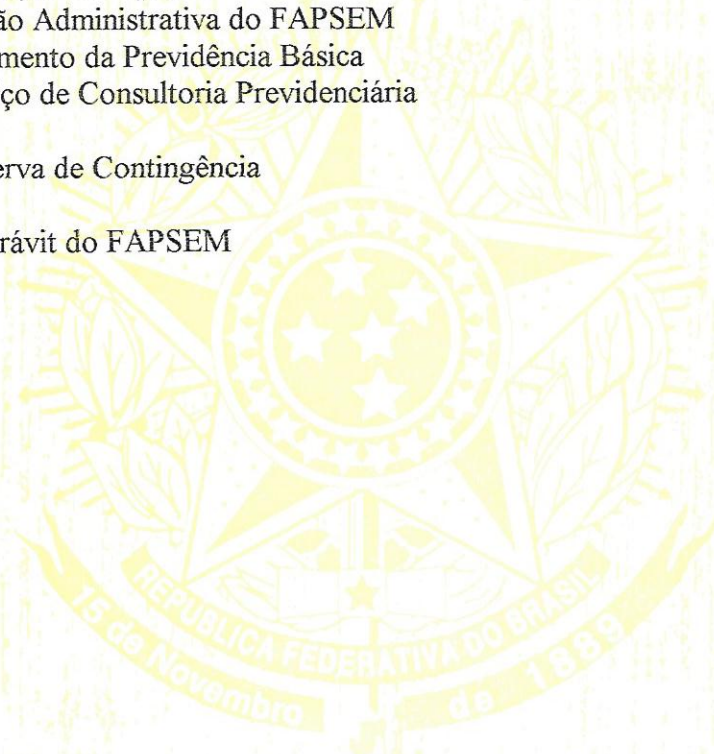 ão Administrativa do FAPSEM
mento da Previdência Básica
ço de Consultoria Previdenciária
erva de Contingência
rávit do FAPSEM
REPUBLICA FEDERATIVA DO BRASIL
15 de Novembro de 1889